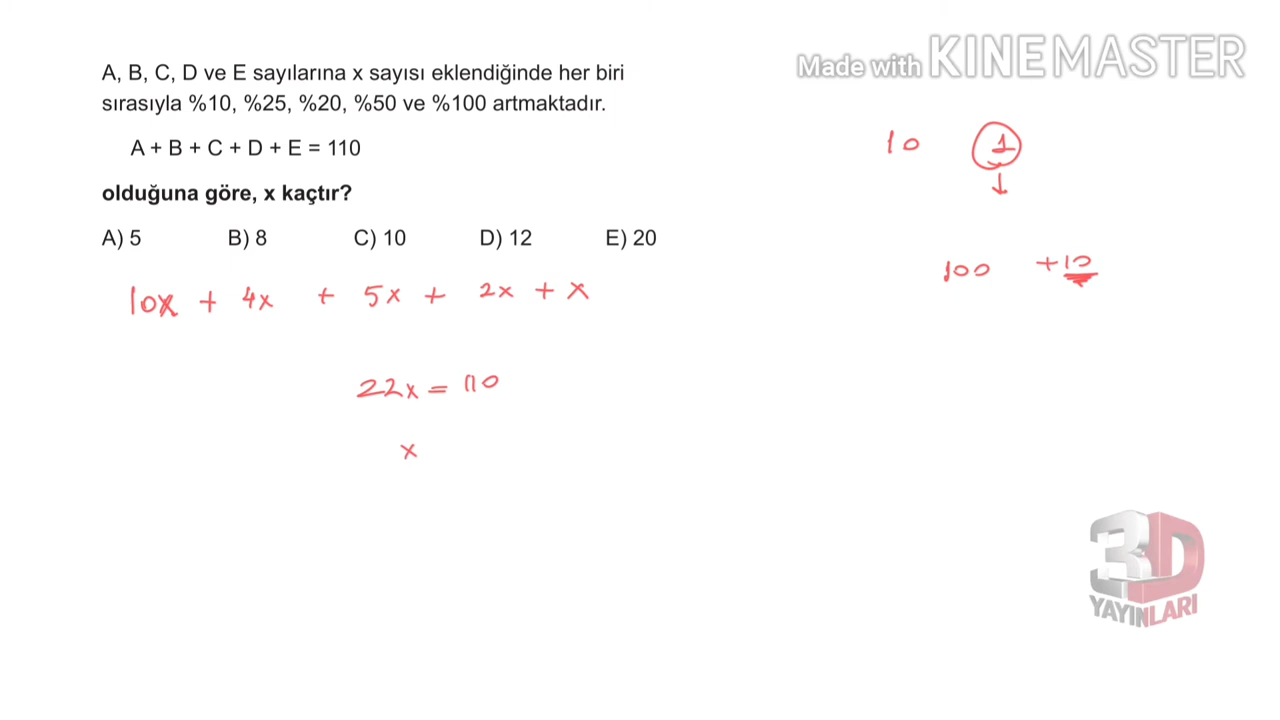 Made with KINEMASTER
A, B, C, D ve E sayılarına x sayısı eklendiğinde her biri
sırasıyla %10, %25, %20, %50 ve %100 artmaktadır.
A + B + C + D + E = 110
olduğuna göre, x kaçtır?
A) 5 B) 8 C) 10 D) 12 E) 20
10x + 4x + 5x + 2x + x
22x = 110
x
10 1
100 +10
3D
YAYINLARI